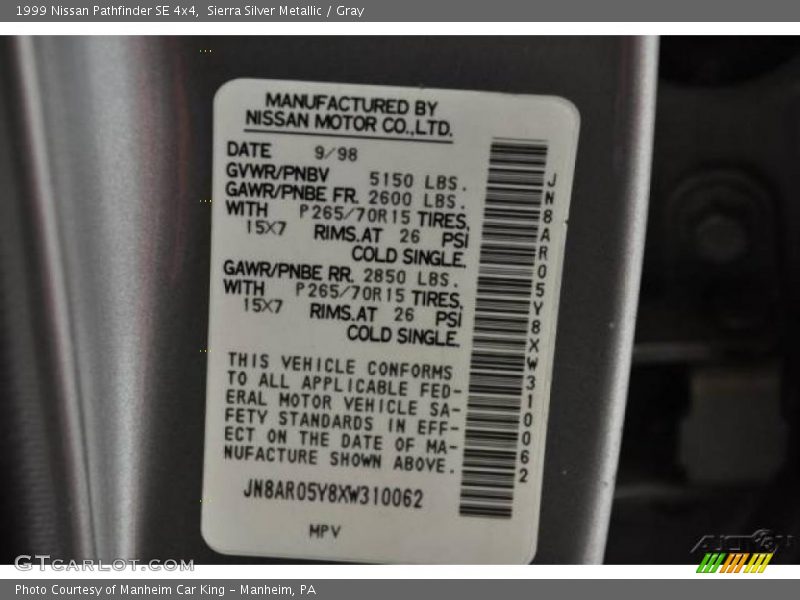 1999 Nissan Pathfinder SE 4x4, Sierra Silver Metallic / Gray
MANUFACTURED BY
NISSAN MOTOR CO.,LTD.
DATE 9/98
GVWR/PNBV 5150 LBS.
GAWR/PNBE FR. 2600 LBS.
WITH P265/70R15 TIRES,
15X7 RIMS.AT 26 PSI
COLD SINGLE.
GAWR/PNBE RR. 2850 LBS.
WITH P265/70R15 TIRES,
15X7 RIMS.AT 26 PSI
COLD SINGLE.
THIS VEHICLE CONFORMS
TO ALL APPLICABLE FED-
ERAL MOTOR VEHICLE SA-
FETY STANDARDS IN EFF-
ECT ON THE DATE OF MA-
NUFACTURE SHOWN ABOVE.
JN8AR05Y8XW310062
MPV
JN8AR05Y8XW310062
GTCarLot.com
Photo Courtesy of Manheim Car King - Manheim, PA